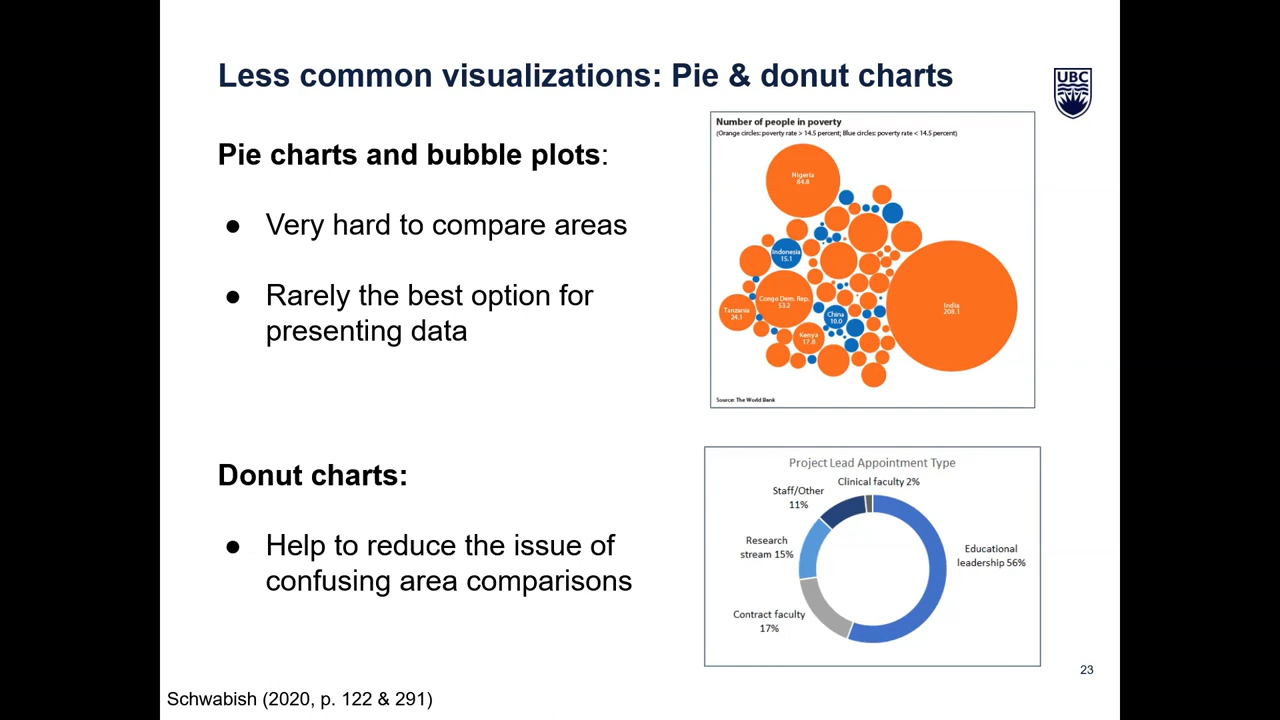 Less common visualizations: Pie & donut charts
UBC
Pie charts and bubble plots:
● Very hard to compare areas
● Rarely the best option for
presenting data
Number of people in poverty
(Orange circles: poverty rate > 14.5 percent; Blue circles: poverty rate < 14.5 percent)
Nigeria
84.8
Indonesia
15.1
Congo Dem. Rep.
53.2
Tanzania
24.1
China
10.0
Kenya
17.8
India
208.1
Source: The World Bank
Donut charts:
● Help to reduce the issue of
confusing area comparisons
Project Lead Appointment Type
Clinical faculty 2%
Staff/Other
11%
Research
stream 15%
Educational
leadership 56%
Contract faculty
17%
23
Schwabish (2020, p. 122 & 291)